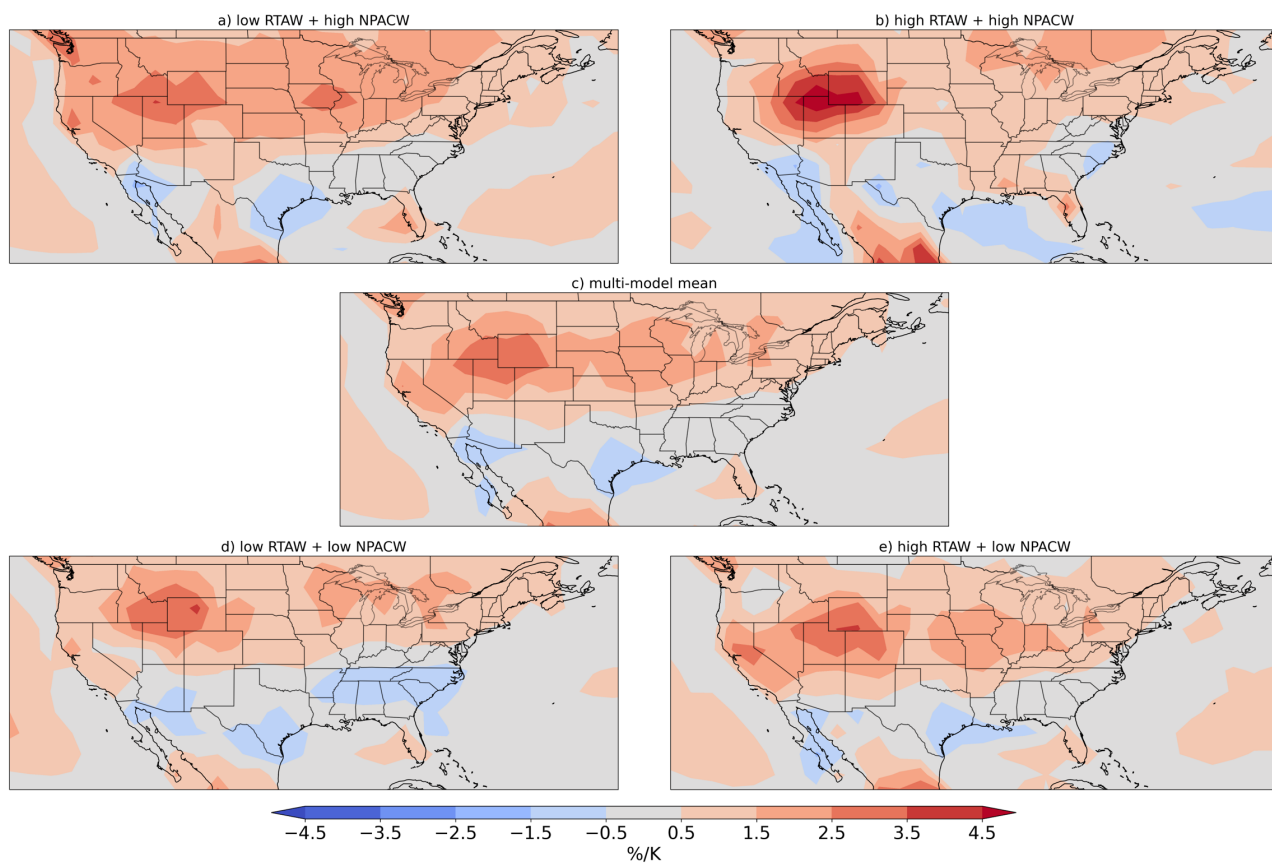 a) low RTAW + high NPACW
b) high RTAW + high NPACW
c) multi-model mean
d) low RTAW + low NPACW
e) high RTAW + low NPACW
−4.5 −3.5 −2.5 −1.5 −0.5 0.5 1.5 2.5 3.5 4.5
%/K